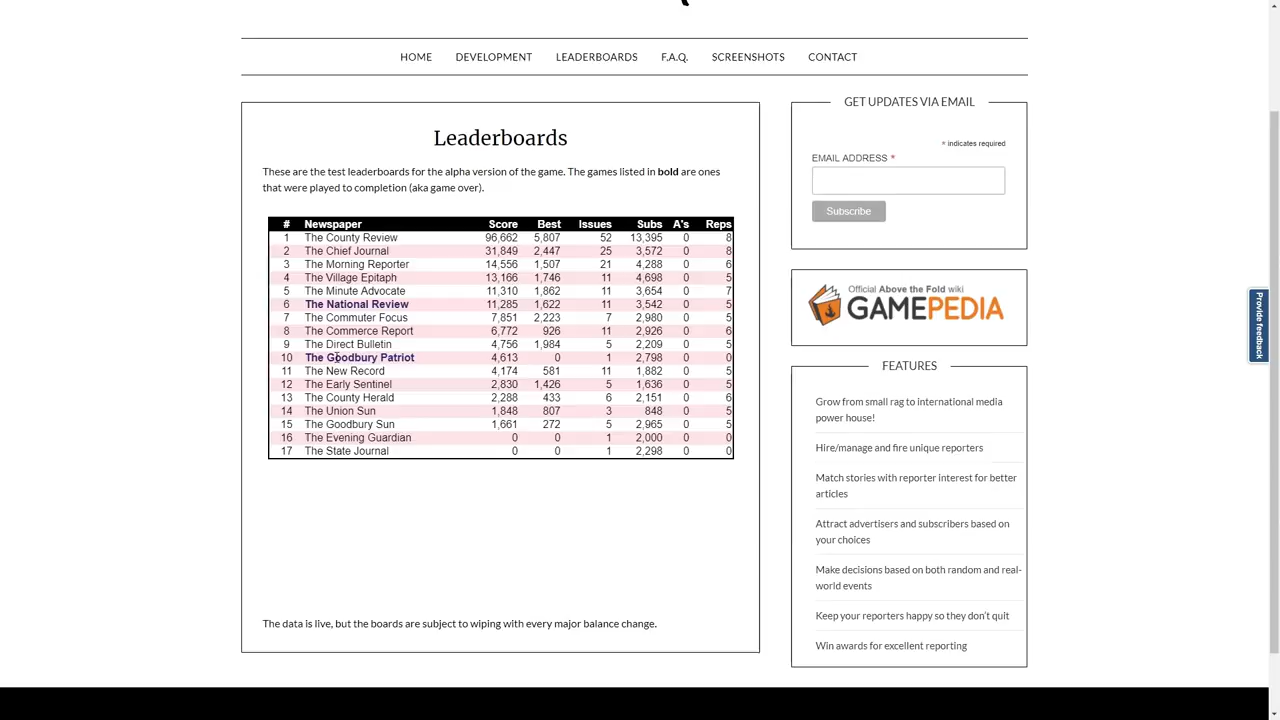 HOME DEVELOPMENT LEADERBOARDS F.A.Q. SCREENSHOTS CONTACT
Leaderboards
These are the test leaderboards for the alpha version of the game. The games listed in bold are ones
that were played to completion (aka game over).
# Newspaper Score Best Issues Subs A's Reps
1 The County Review 96,662 5,807 52 13,395 0 8
2 The Chief Journal 31,849 2,447 25 3,572 0 8
3 The Morning Reporter 14,556 1,507 21 4,288 0 6
4 The Village Epitaph 13,166 1,746 11 4,698 0 5
5 The Minute Advocate 11,310 1,862 11 3,654 0 7
6 The National Review 11,285 1,622 11 3,542 0 5
7 The Commuter Focus 7,851 2,223 7 2,980 0 5
8 The Commerce Report 6,772 926 11 2,926 0 6
9 The Direct Bulletin 4,756 1,984 5 2,209 0 5
10 The Goodbury Patriot 4,613 0 1 2,798 0 0
11 The New Record 4,174 581 11 1,882 0 5
12 The Early Sentinel 2,830 1,426 5 1,636 0 5
13 The County Herald 2,288 433 6 2,151 0 6
14 The Union Sun 1,848 807 3 848 0 5
15 The Goodbury Sun 1,661 272 5 2,965 0 5
16 The Evening Guardian 0 0 1 2,000 0 0
17 The State Journal 0 0 1 2,298 0 0
The data is live, but the boards are subject to wiping with every major balance change.
GET UPDATES VIA EMAIL
* indicates required
EMAIL ADDRESS *
Subscribe
Official Above the Fold wiki
GAMEPEDIA
FEATURES
Grow from small rag to international media
power house!
Hire/manage and fire unique reporters
Match stories with reporter interest for better
articles
Attract advertisers and subscribers based on
your choices
Make decisions based on both random and real-
world events
Keep your reporters happy so they don't quit
Win awards for excellent reporting
Provide feedback